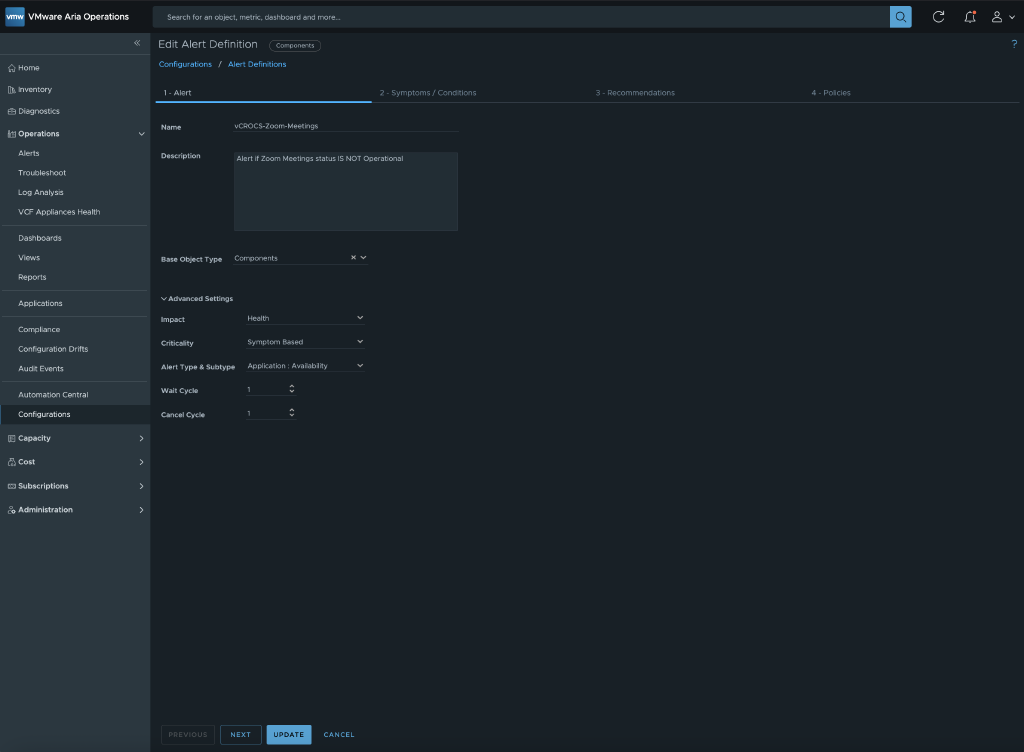 vmw VMware Aria Operations
Search for an object, metric, dashboard and more...
Home
Inventory
Diagnostics
Operations
Alerts
Troubleshoot
Log Analysis
VCF Appliances Health
Dashboards
Views
Reports
Applications
Compliance
Configuration Drifts
Audit Events
Automation Central
Configurations
Capacity
Cost
Subscriptions
Administration
Edit Alert Definition Components
?
Configurations / Alert Definitions
1 - Alert 2 - Symptoms / Conditions 3 - Recommendations 4 - Policies
Name vCROCS-Zoom-Meetings
Description Alert if Zoom Meetings status IS NOT Operational
Base Object Type Components
Advanced Settings
Impact Health
Criticality Symptom Based
Alert Type & Subtype Application : Availability
Wait Cycle 1
Cancel Cycle 1
PREVIOUS NEXT UPDATE CANCEL